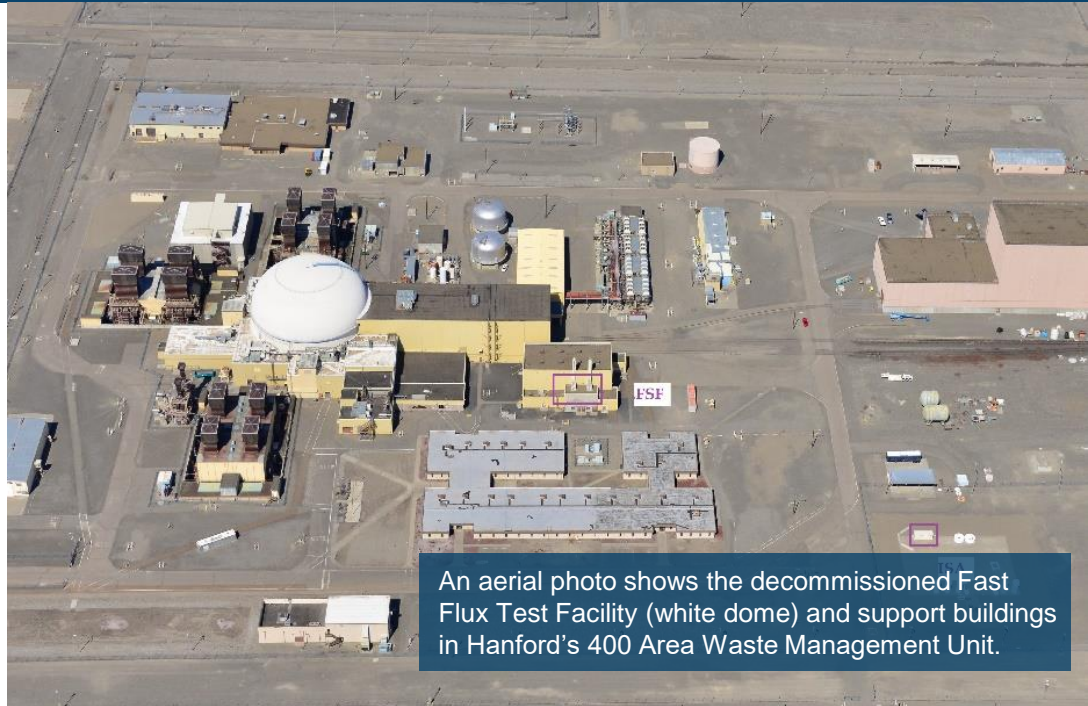 FSF
ISA
An aerial photo shows the decommissioned Fast
Flux Test Facility (white dome) and support buildings
in Hanford’s 400 Area Waste Management Unit.